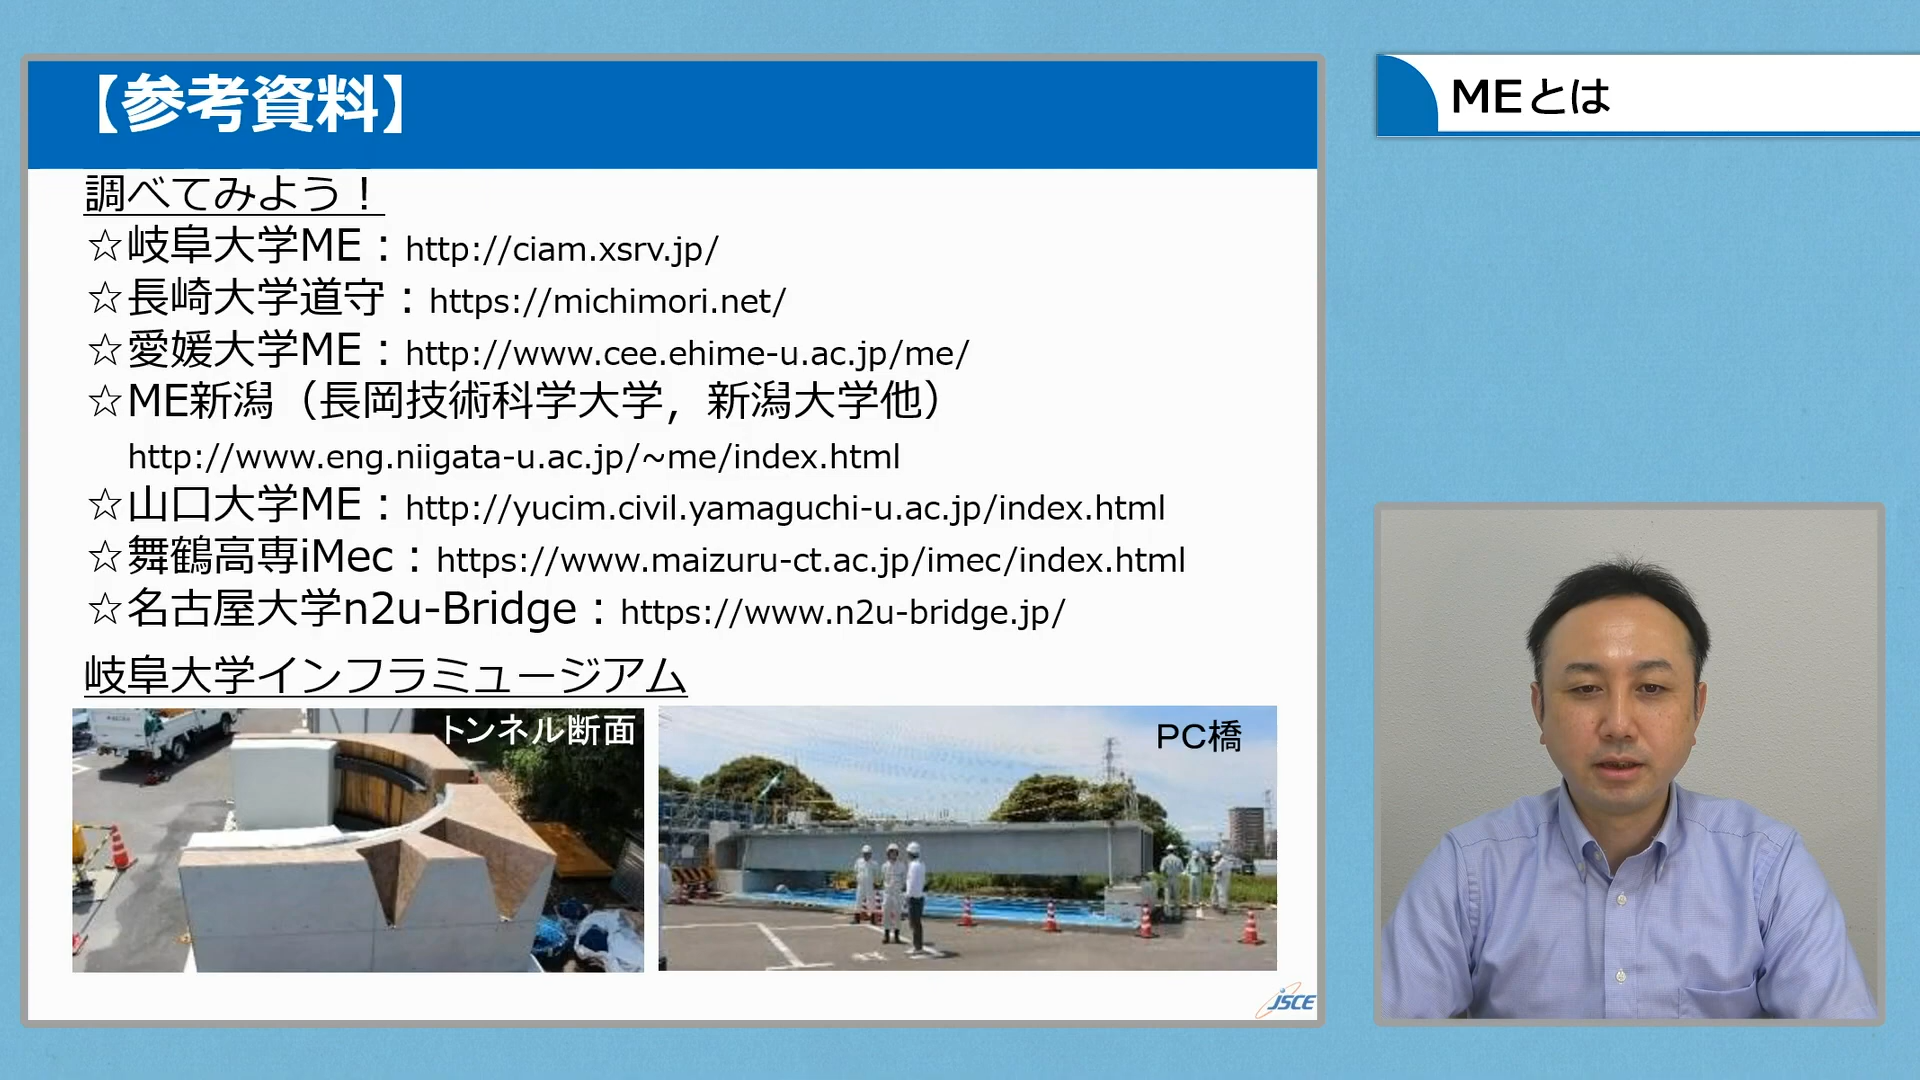 【参考資料】
調べてみよう！
☆岐阜大学ME：http://ciam.xsrv.jp/
☆長崎大学道守：https://michimori.net/
☆愛媛大学ME：http://www.cee.ehime-u.ac.jp/me/
☆ME新潟（長岡技術科学大学，新潟大学他）
http://www.eng.niigata-u.ac.jp/~me/index.html
☆山口大学ME：http://yucim.civil.yamaguchi-u.ac.jp/index.html
☆舞鶴高専iMec：https://www.maizuru-ct.ac.jp/imec/index.html
☆名古屋大学n2u-Bridge：https://www.n2u-bridge.jp/
岐阜大学インフラミュージアム
トンネル断面
PC橋
JSCE
MEとは